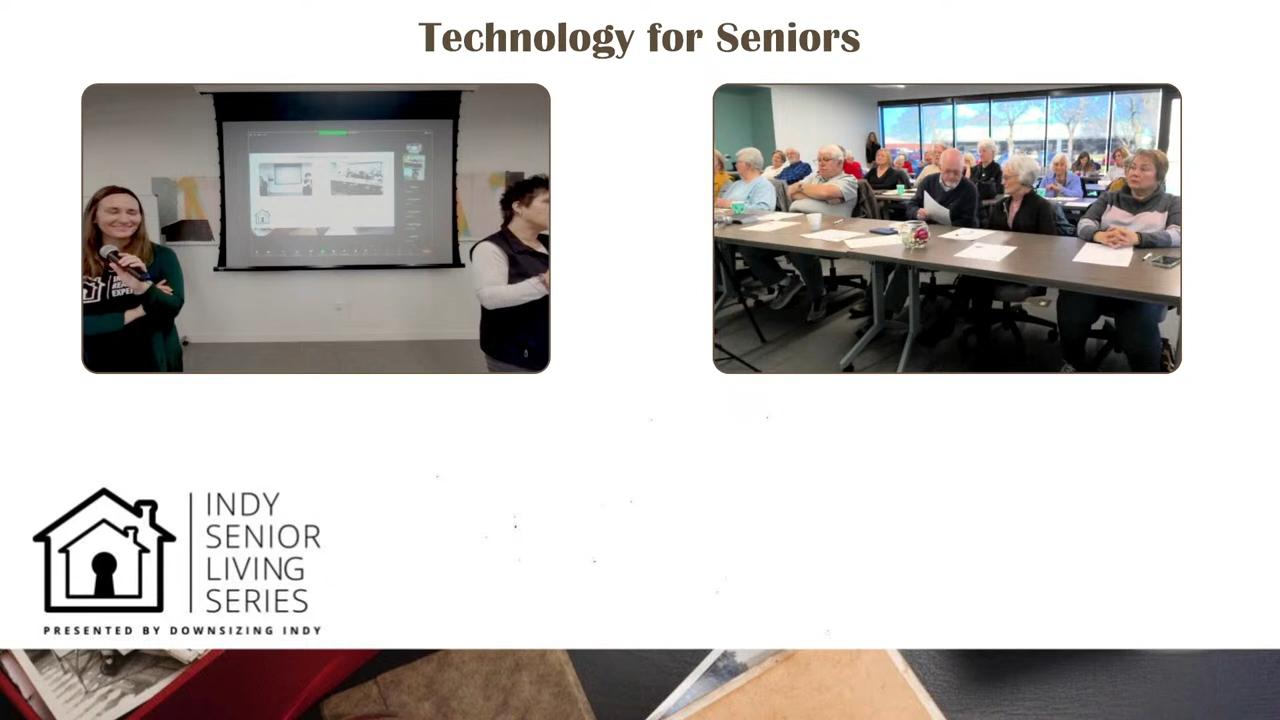 Technology for Seniors
INDY
SENIOR
LIVING
SERIES
PRESENTED BY DOWNSIZING INDY